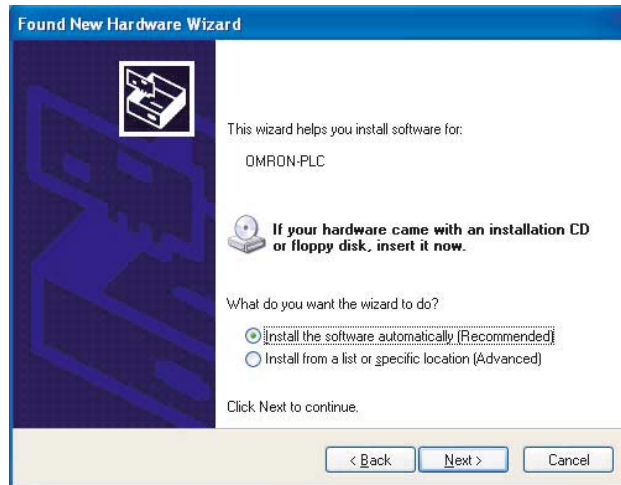 Found New Hardware Wizard
This wizard helps you install software for:
OMRON-PLC
If your hardware came with an installation CD
or floppy disk, insert it now.
What do you want the wizard to do?
Install the software automatically (Recommended)
Install from a list or specific location (Advanced)
Click Next to continue.
< Back
Next >
Cancel